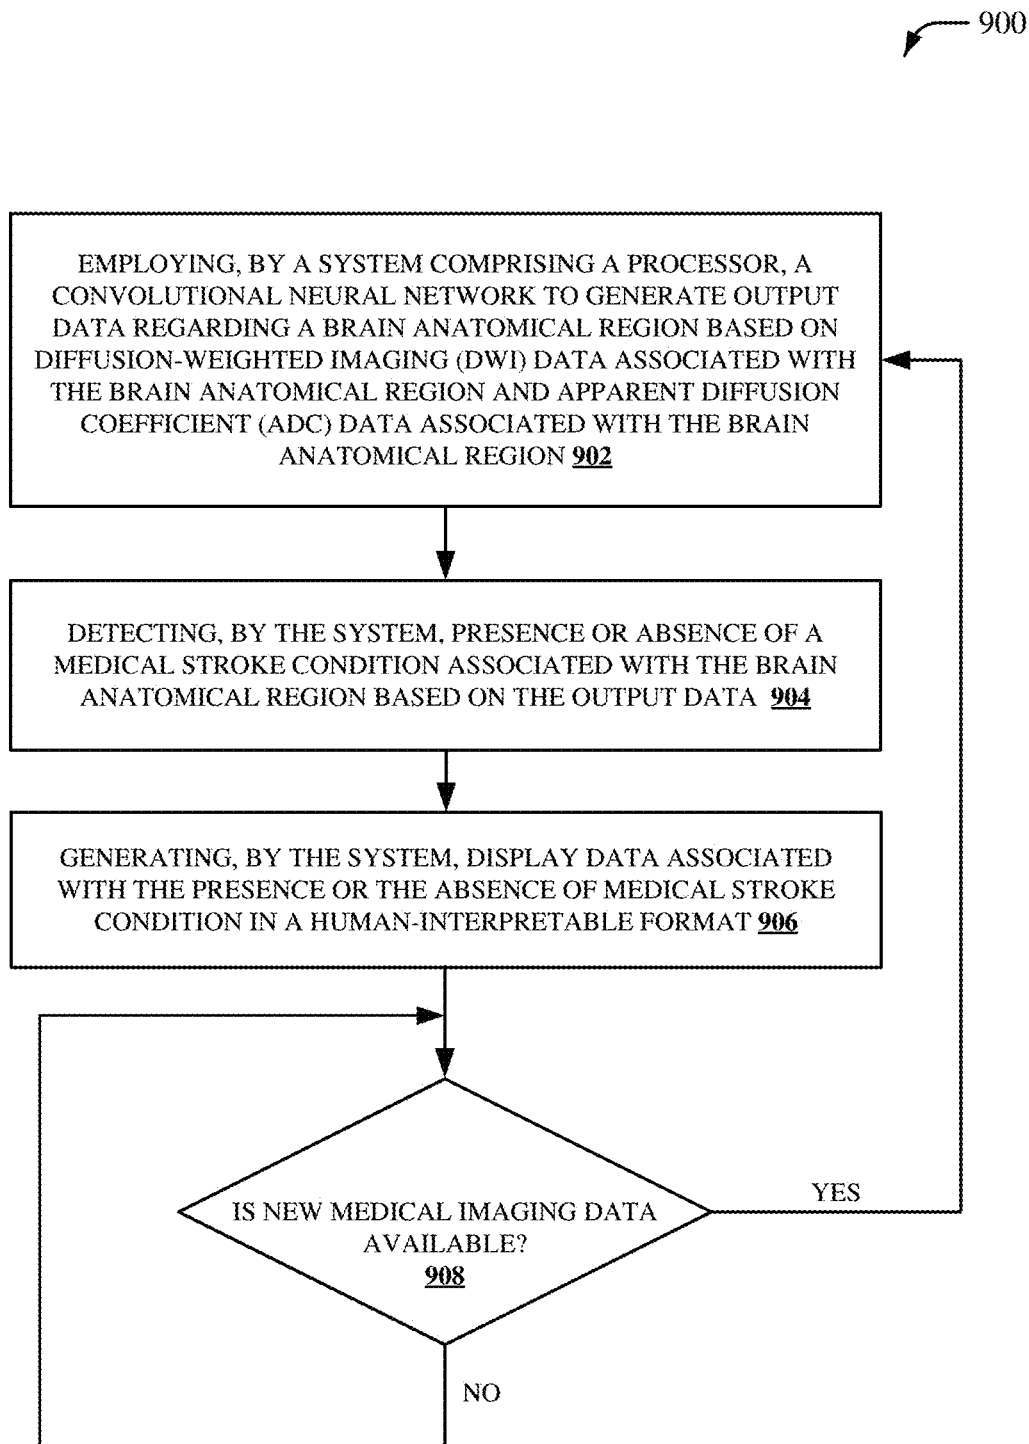 900
EMPLOYING, BY A SYSTEM COMPRISING A PROCESSOR, A
CONVOLUTIONAL NEURAL NETWORK TO GENERATE OUTPUT
DATA REGARDING A BRAIN ANATOMICAL REGION BASED ON
DIFFUSION-WEIGHTED IMAGING (DWI) DATA ASSOCIATED WITH
THE BRAIN ANATOMICAL REGION AND APPARENT DIFFUSION
COEFFICIENT (ADC) DATA ASSOCIATED WITH THE BRAIN
ANATOMICAL REGION 902
DETECTING, BY THE SYSTEM, PRESENCE OR ABSENCE OF A
MEDICAL STROKE CONDITION ASSOCIATED WITH THE BRAIN
ANATOMICAL REGION BASED ON THE OUTPUT DATA 904
GENERATING, BY THE SYSTEM, DISPLAY DATA ASSOCIATED
WITH THE PRESENCE OR THE ABSENCE OF MEDICAL STROKE
CONDITION IN A HUMAN-INTERPRETABLE FORMAT 906
IS NEW MEDICAL IMAGING DATA
AVAILABLE?
908
YES
NO